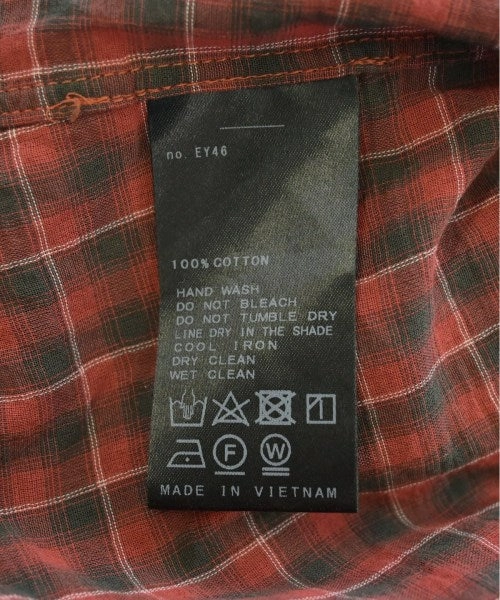 no. EY46
100% COTTON
HAND WASH
DO NOT BLEACH
DO NOT TUMBLE DRY
LINE DRY IN THE SHADE
COOL IRON
DRY CLEAN
WET CLEAN
F W
MADE IN VIETNAM